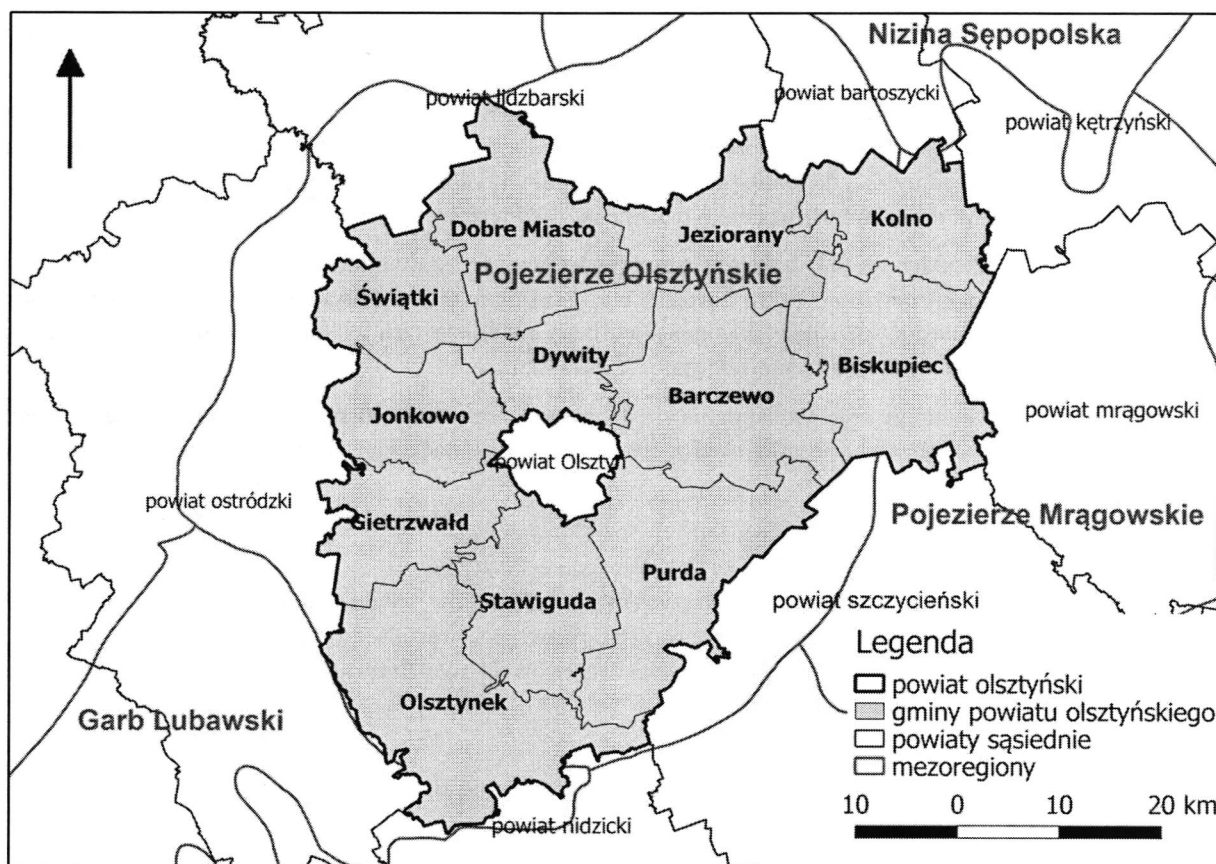 Nizina Sępopolska
powiat lidzbarski
powiat bartoszycki
powiat kętrzyński
Dobre Miasto
Jeziorany
Kolno
Pojezierze Olsztyńskie
Świątki
Dywity
Biskupiec
Barczewo
Jonkowo
powiat mrągowski
powiat Olsztyn
powiat ostródzki
Gietrzwałd
Pojezierze Mrągowskie
Purda
Stawiguda
powiat szczycieński
Olsztynek
Garb Lubawski
powiat nidzicki
Legenda
powiat olsztyński
gminy powiatu olsztyńskiego
powiaty sąsiednie
mezoregiony
10 0 10 20 km